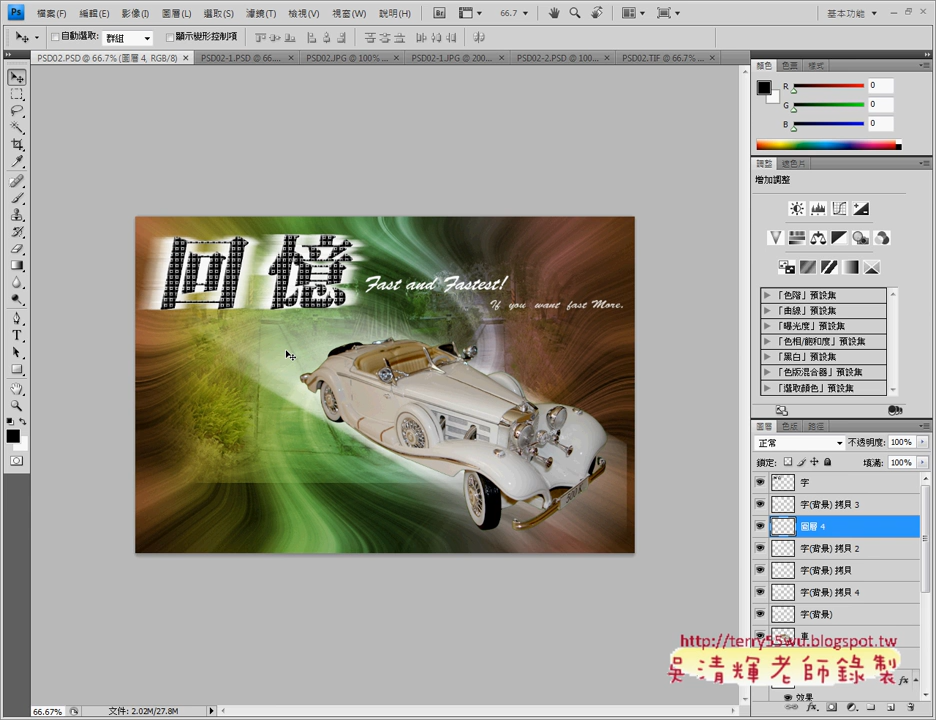 Ps 檔案(F) 編輯(E) 影像(I) 圖層(L) 選取(S) 濾鏡(T) 檢視(V) 視窗(W) 說明(H) Br 66.7 基本功能
自動選取: 群組 顯示變形控制項
PSD02.PSD @ 66.7% (圖層 4, RGB/8) PSD02-1.PSD @ 66.... PSD02.JPG @ 100%... PSD02-1.JPG @ 200... PSD02-2.PSD @ 100... PSD02.TIF @ 66.7%...
顏色 色票 樣式
R 0
G 0
B 0
調整 遮色片
增加調整
「色階」預設集
「曲線」預設集
「曝光度」預設集
「色相/飽和度」預設集
「黑白」預設集
「色版混合器」預設集
「選取顏色」預設集
回憶
Fast and Fastest!
If you want fast More.
圖層 色版 路徑
正常 不透明度: 100%
鎖定: 填滿: 100%
字
字(背景) 拷貝 3
圖層 4
字(背景) 拷貝 2
字(背景) 拷貝
字(背景) 拷貝 4
字(背景)
車
http://terry55wu.blogspot.tw
吳清輝老師錄製
fx
效果
66.67% 文件: 2.02M/27.8M